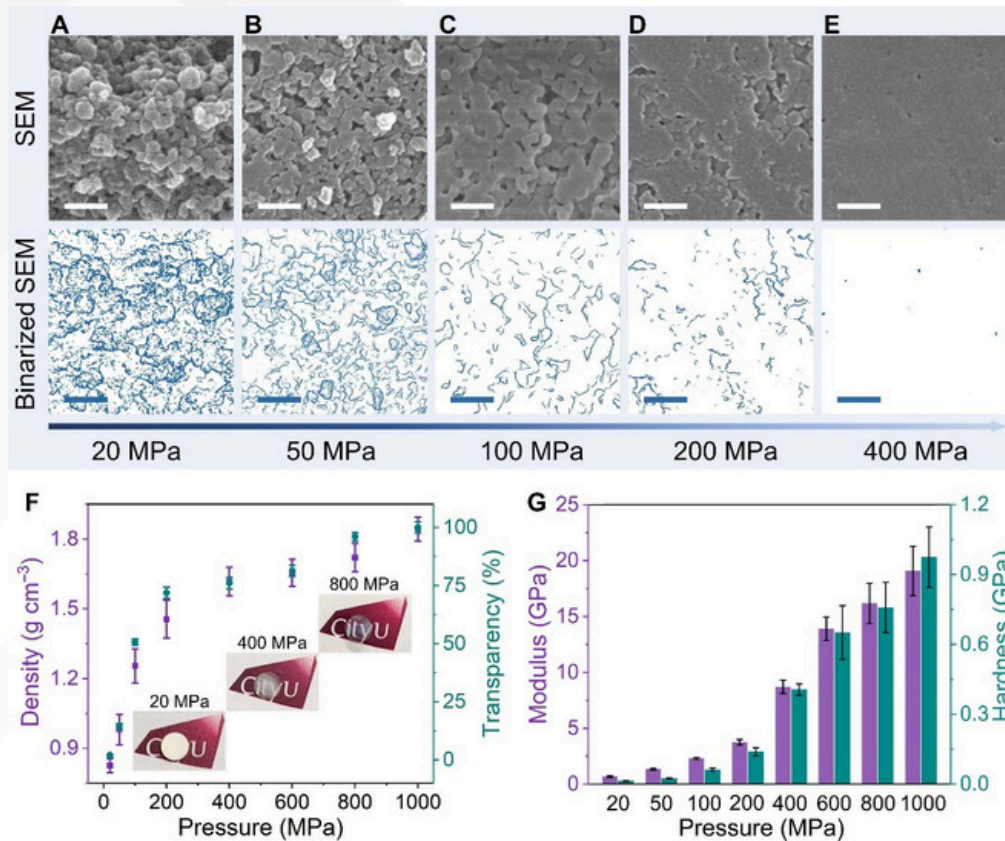 A B C D E
SEM
Binarized SEM
20 MPa 50 MPa 100 MPa 200 MPa 400 MPa
F
Density (g cm⁻³)
1.8
1.5
1.2
0.9
Transparency (%)
100
75
50
25
0
800 MPa
CityU
400 MPa
CityU
20 MPa
0 200 400 600 800 1000
Pressure (MPa)
G
Modulus (GPa)
25
20
15
10
5
0
Hardness (GPa)
1.2
0.9
0.6
0.3
0.0
20 50 100 200 400 600 800 1000
Pressure (MPa)